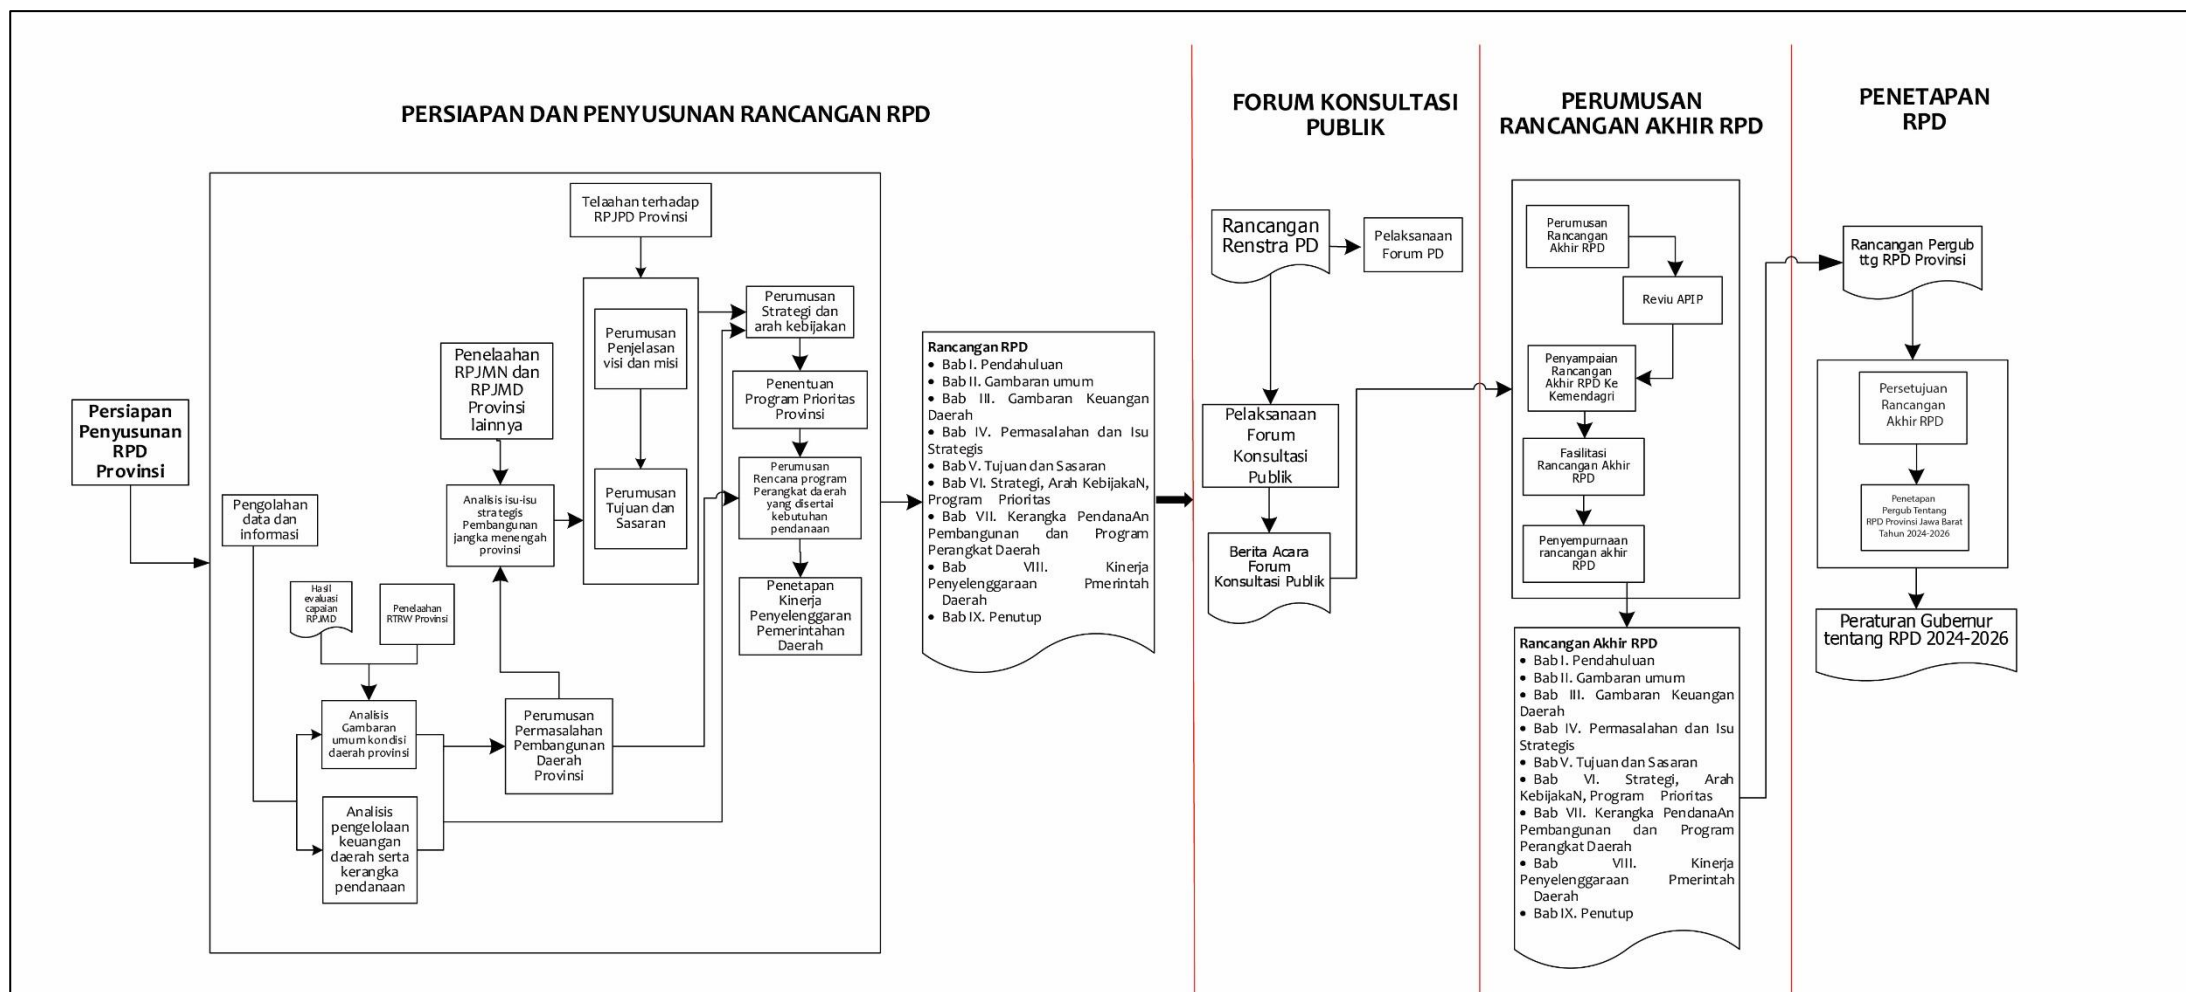 PERSIAPAN DAN PENYUSUNAN RANCANGAN RPD
FORUM KONSULTASI
PUBLIK
PERUMUSAN
RANCANGAN AKHIR RPD
PENETAPAN
RPD
Persiapan
Penyusunan
RPD
Provinsi
Pengolahan
data dan
informasi
Hasil
evaluasi
capaian
RPJMD
Penelaahan
RTRW Provinsi
Analisis
Gambaran
umum kondisi
daerah provinsi
Analisis
pengelolaan
keuangan
daerah serta
kerangka
pendanaan
Penelaahan
RPJMN dan
RPJMD
Provinsi
lainnya
Analisis isu-isu
strategis
Pembangunan
jangka menengah
provinsi
Perumusan
Permasalahan
Pembangunan
Daerah
Provinsi
Telaahan terhadap
RPJPD Provinsi
Perumusan
Penjelasan
visi dan misi
Perumusan
Tujuan dan
Sasaran
Perumusan
Strategi dan
arah kebijakan
Penentuan
Program Prioritas
Provinsi
Perumusan
Rencana program
Perangkat daerah
yang disertai
kebutuhan
pendanaan
Penetapan
Kinerja
Penyelenggaran
Pemerintahan
Daerah
Rancangan RPD
• Bab I. Pendahuluan
• Bab II. Gambaran umum
• Bab III. Gambaran Keuangan
Daerah
• Bab IV. Permasalahan dan Isu
Strategis
• Bab V. Tujuan dan Sasaran
• Bab VI. Strategi, Arah KebijakaN,
Program Prioritas
• Bab VII. Kerangka PendanaAn
Pembangunan dan Program
Perangkat Daerah
• Bab VIII. Kinerja
Penyelenggaraan Pmerintah
Daerah
• Bab IX. Penutup
Rancangan
Renstra PD
Pelaksanaan
Forum PD
Pelaksanaan
Forum
Konsultasi
Publik
Berita Acara
Forum
Konsultasi Publik
Perumusan
Rancangan
Akhir RPD
Reviu APIP
Penyampaian
Rancangan
Akhir RPD Ke
Kemendagri
Fasilitasi
Rancangan Akhir
RPD
Penyempurnaan
rancangan akhir
RPD
Rancangan Akhir RPD
• Bab I. Pendahuluan
• Bab II. Gambaran umum
• Bab III. Gambaran Keuangan
Daerah
• Bab IV. Permasalahan dan Isu
Strategis
• Bab V. Tujuan dan Sasaran
• Bab VI. Strategi, Arah
KebijakaN, Program Prioritas
• Bab VII. Kerangka PendanaAn
Pembangunan dan Program
Perangkat Daerah
• Bab VIII. Kinerja
Penyelenggaraan Pmerintah
Daerah
• Bab IX. Penutup
Rancangan Pergub
ttg RPD Provinsi
Persetujuan
Rancangan
Akhir RPD
Penetapan
Pergub Tentang
RPD Provinsi Jawa Barat
Tahun 2024-2026
Peraturan Gubernur
tentang RPD 2024-2026